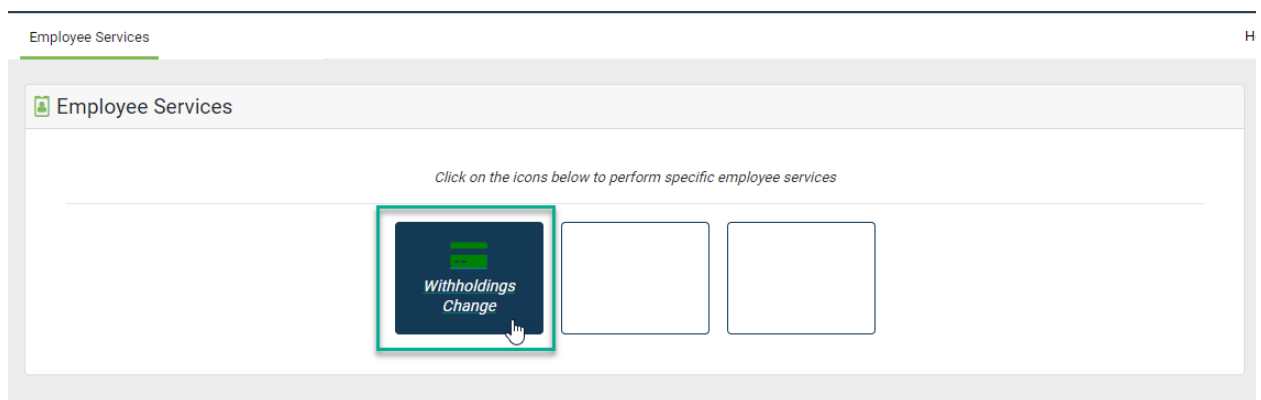 Employee Services
Employee Services
Click on the icons below to perform specific employee services
Withholdings
Change